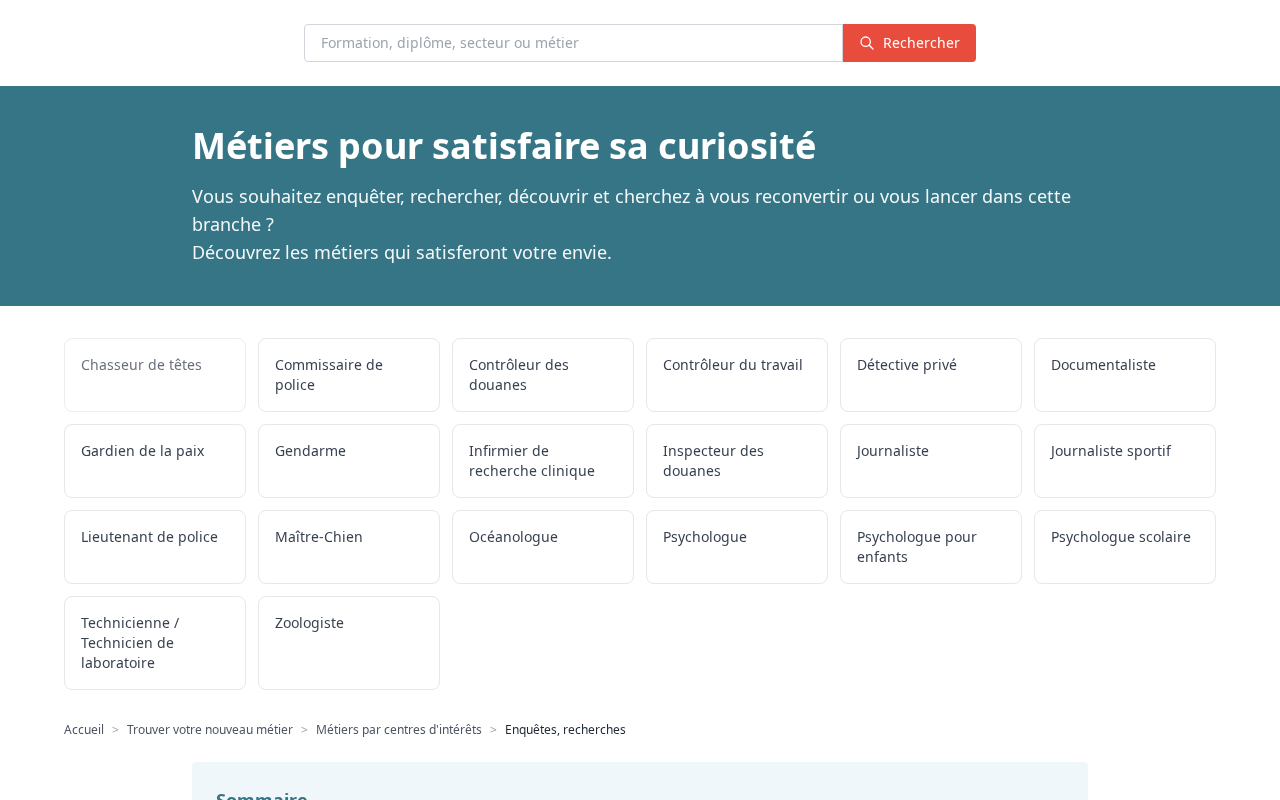 Formation, diplôme, secteur ou métier
Rechercher
Métiers pour satisfaire sa curiosité
Vous souhaitez enquêter, rechercher, découvrir et cherchez à vous reconvertir ou vous lancer dans cette
branche ?
Découvrez les métiers qui satisferont votre envie.
Chasseur de têtes
Commissaire de
police
Contrôleur des
douanes
Contrôleur du travail
Détective privé
Documentaliste
Gardien de la paix
Gendarme
Infirmier de
recherche clinique
Inspecteur des
douanes
Journaliste
Journaliste sportif
Lieutenant de police
Maître-Chien
Océanologue
Psychologue
Psychologue pour
enfants
Psychologue scolaire
Technicienne /
Technicien de
laboratoire
Zoologiste
Accueil > Trouver votre nouveau métier > Métiers par centres d'intérêts > Enquêtes, recherches
Sommaire